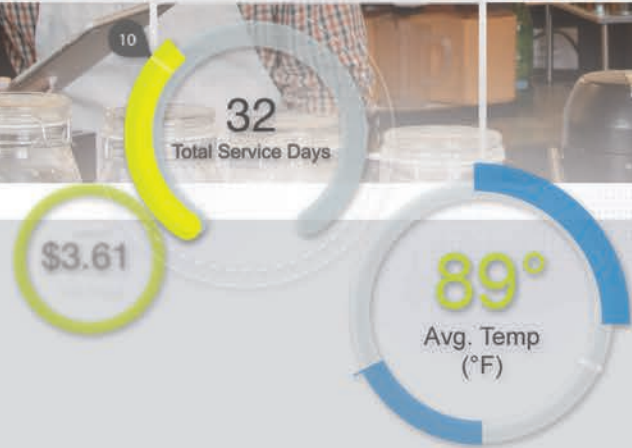 10
32
Total Service Days
$3.61
89°
Avg. Temp
(°F)